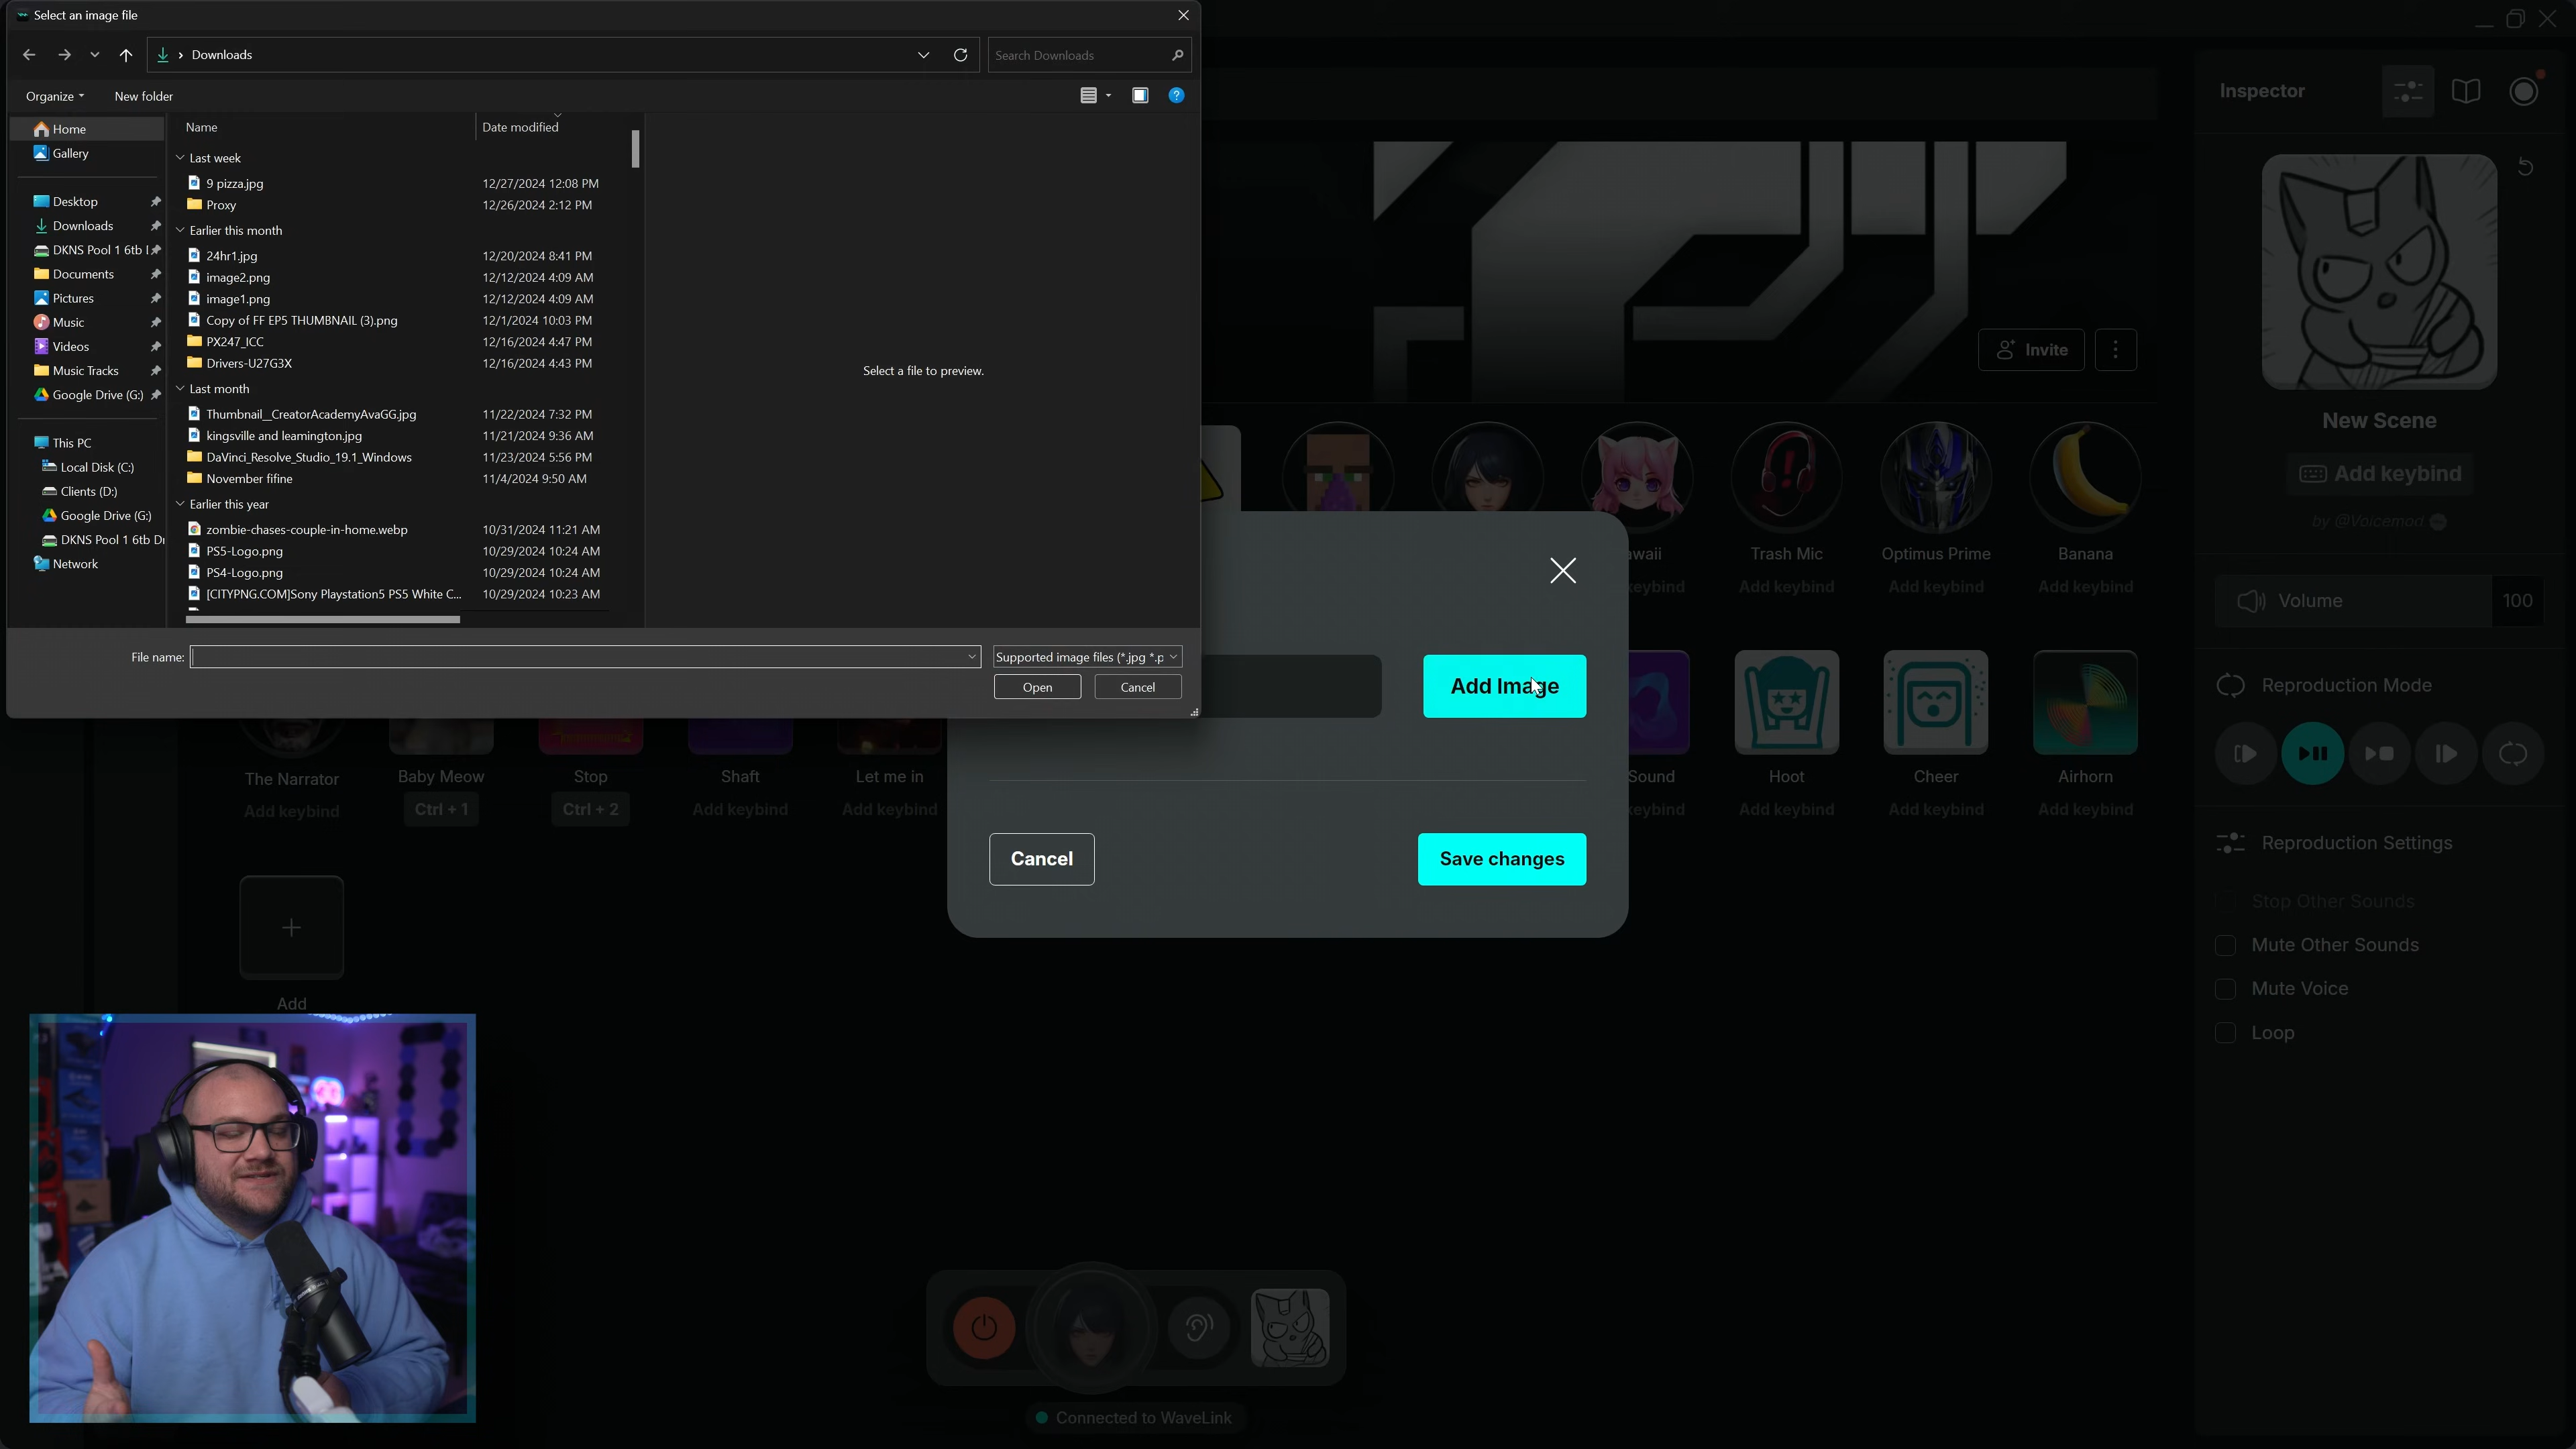 Select an image file
Downloads
Search Downloads
Organize
New folder
Home
Gallery
Desktop
Downloads
DKNS Pool 1 6tb
Documents
Pictures
Music
Videos
Music Tracks
Google Drive (G:)
This PC
Local Disk (C:)
Clients (D:)
Google Drive (G:)
DKNS Pool 1 6tb Dr
Network
Name Date modified
Last week
9 pizza.jpg 12/27/2024 12:08 PM
Proxy 12/26/2024 2:12 PM
Earlier this month
24hr1.jpg 12/20/2024 8:41 PM
image2.png 12/12/2024 4:09 AM
image1.png 12/12/2024 4:09 AM
Copy of FF EP5 THUMBNAIL (3).png 12/1/2024 10:03 PM
PX247_ICC 12/16/2024 4:47 PM
Drivers-U27G3X 12/16/2024 4:43 PM
Last month
Thumbnail__CreatorAcademyAvaGG.jpg 11/22/2024 7:32 PM
kingsville and leamington.jpg 11/21/2024 9:36 AM
DaVinci_Resolve_Studio_19.1_Windows 11/23/2024 5:56 PM
November fifine 11/4/2024 9:50 AM
Earlier this year
zombie-chases-couple-in-home.webp 10/31/2024 11:21 AM
PS5-Logo.png 10/29/2024 10:24 AM
PS4-Logo.png 10/29/2024 10:24 AM
[CITYPNG.COM]Sony Playstation5 PS5 White C... 10/29/2024 10:23 AM
Select a file to preview.
File name:
Supported image files (*.jpg *.p
Open
Cancel
Invite
awaii
Trash Mic
Optimus Prime
Banana
eybind
Add keybind
Add keybind
Add keybind
Add Image
Cancel
Save changes
The Narrator
Baby Meow
Stop
Shaft
Let me in
Sound
Hoot
Cheer
Airhorn
Add keybind
Ctrl + 1
Ctrl + 2
Add keybind
Add keybind
eybind
Add keybind
Add keybind
Add keybind
Add
Connected to WaveLink
Inspector
New Scene
Add keybind
by @Voicemod
Volume 100
Reproduction Mode
Reproduction Settings
Stop Other Sounds
Mute Other Sounds
Mute Voice
Loop